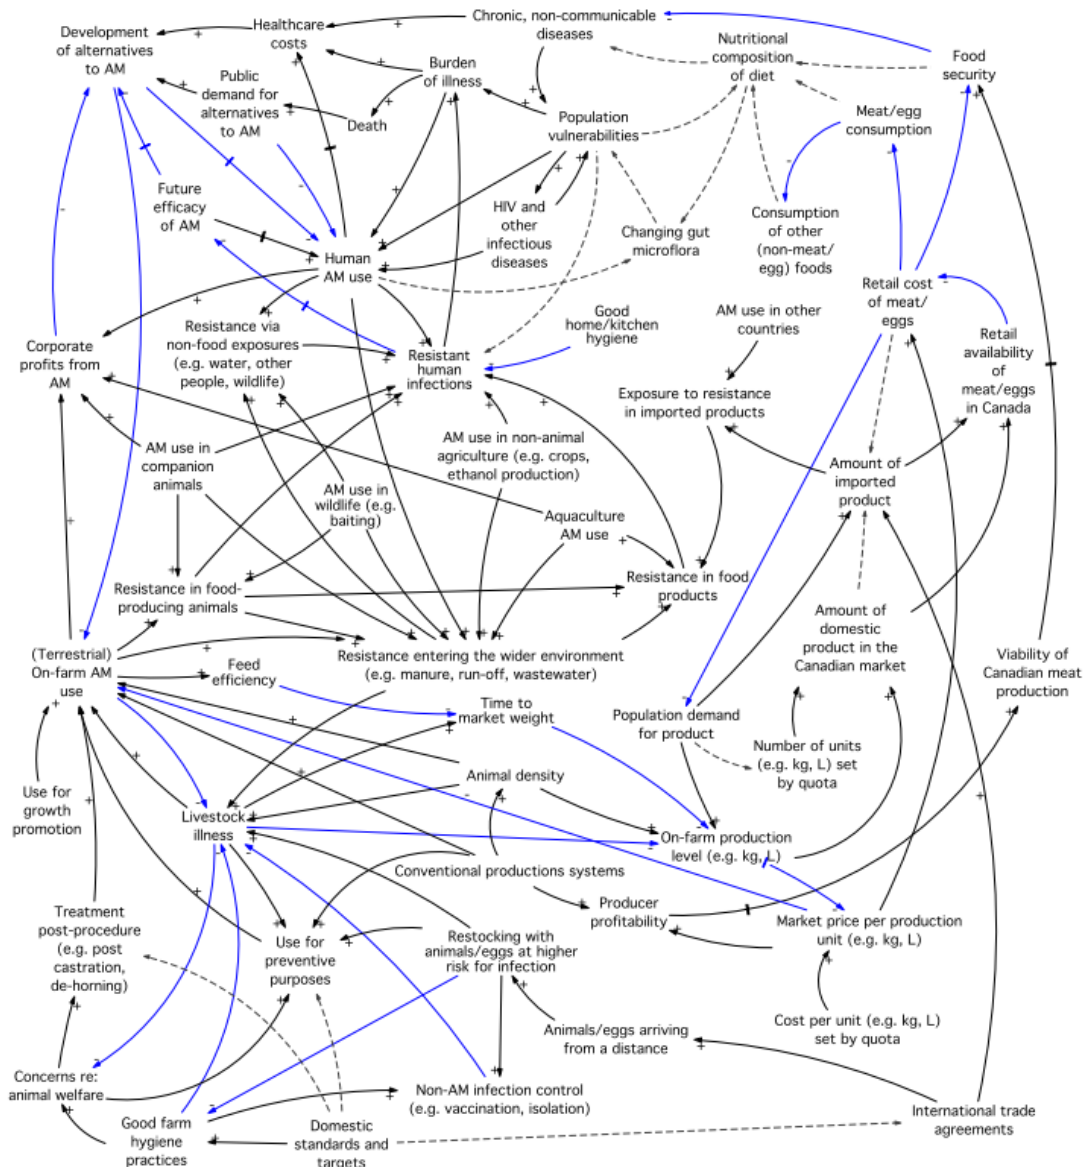 Chronic, non-communicable
diseases
Development
of alternatives
to AM
Healthcare
costs
Nutritional
composition
of diet
Food
security
Burden
of illness
Public
demand for
alternatives
to AM
Death
Population
vulnerabilities
Meat/egg
consumption
Future
efficacy
of AM
HIV and
other
infectious
diseases
Changing gut
microflora
Consumption
of other
(non-meat/
egg) foods
Human
AM use
Retail cost
of meat/
eggs
Good
home/kitchen
hygiene
AM use in other
countries
Retail
availability
of
meat/eggs
in Canada
Corporate
profits from
AM
Resistance via
non-food exposures
(e.g. water, other
people, wildlife)
Resistant
human
infections
Exposure to resistance
in imported products
AM use in
companion
animals
AM use in non-animal
agriculture (e.g. crops,
ethanol production)
Amount of
imported
product
AM use in
wildlife (e.g.
baiting)
Aquaculture
AM use
Resistance in food-
producing animals
Resistance in food
products
Amount of
domestic
product in the
Canadian market
(Terrestrial)
On-farm AM
use
Feed
efficiency
Resistance entering the wider environment
(e.g. manure, run-off, wastewater)
Viability of
Canadian meat
production
Time to
market weight
Population demand
for product
Number of units
(e.g. kg, L) set
by quota
Use for
growth
promotion
Animal density
Livestock
illness
On-farm production
level (e.g. kg, L)
Conventional productions systems
Treatment
post-procedure
(e.g. post
castration,
de-horning)
Producer
profitability
Market price per production
unit (e.g. kg, L)
Use for
preventive
purposes
Restocking with
animals/eggs at higher
risk for infection
Cost per unit (e.g. kg, L)
set by quota
Animals/eggs arriving
from a distance
Concerns re:
animal welfare
Non-AM infection control
(e.g. vaccination, isolation)
Good farm
hygiene
practices
Domestic
standards and
targets
International trade
agreements